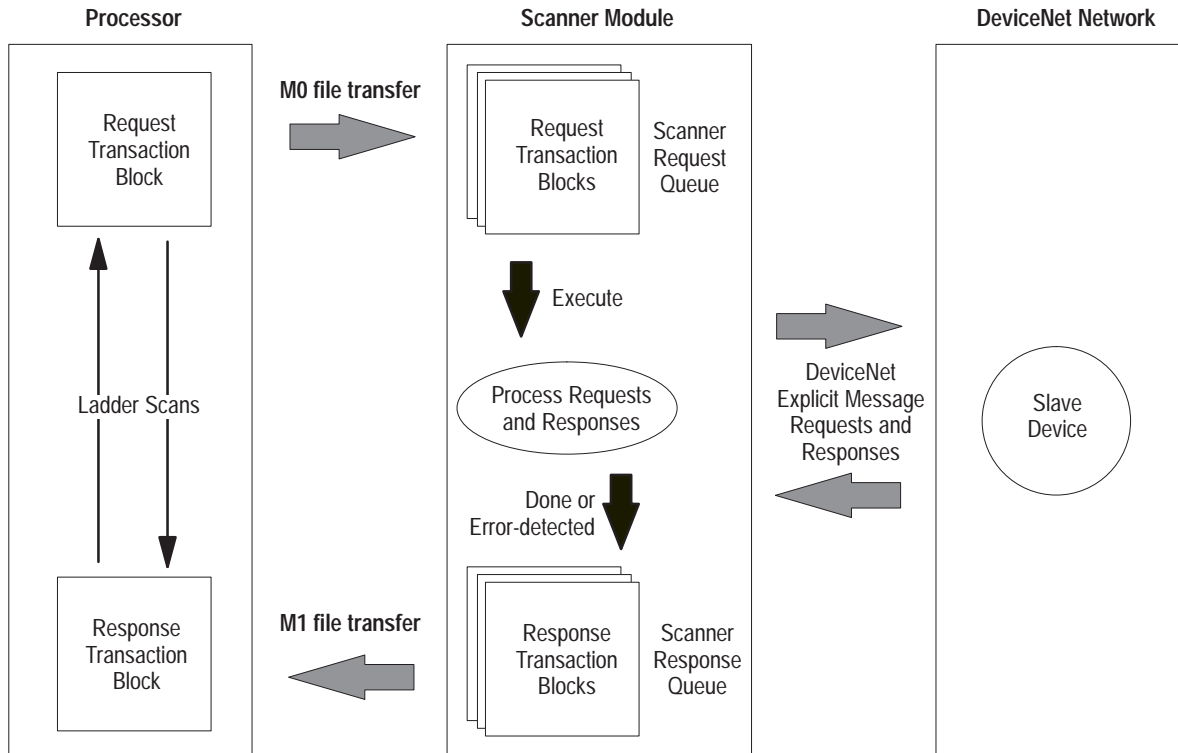 Processor
Scanner Module
DeviceNet Network
Request
Transaction
Block
M0 file transfer
Request
Transaction
Blocks
Scanner
Request
Queue
Execute
Ladder Scans
Process Requests
and Responses
DeviceNet
Explicit Message
Requests and
Responses
Slave
Device
Done or
Error-detected
Response
Transaction
Block
M1 file transfer
Response
Transaction
Blocks
Scanner
Response
Queue